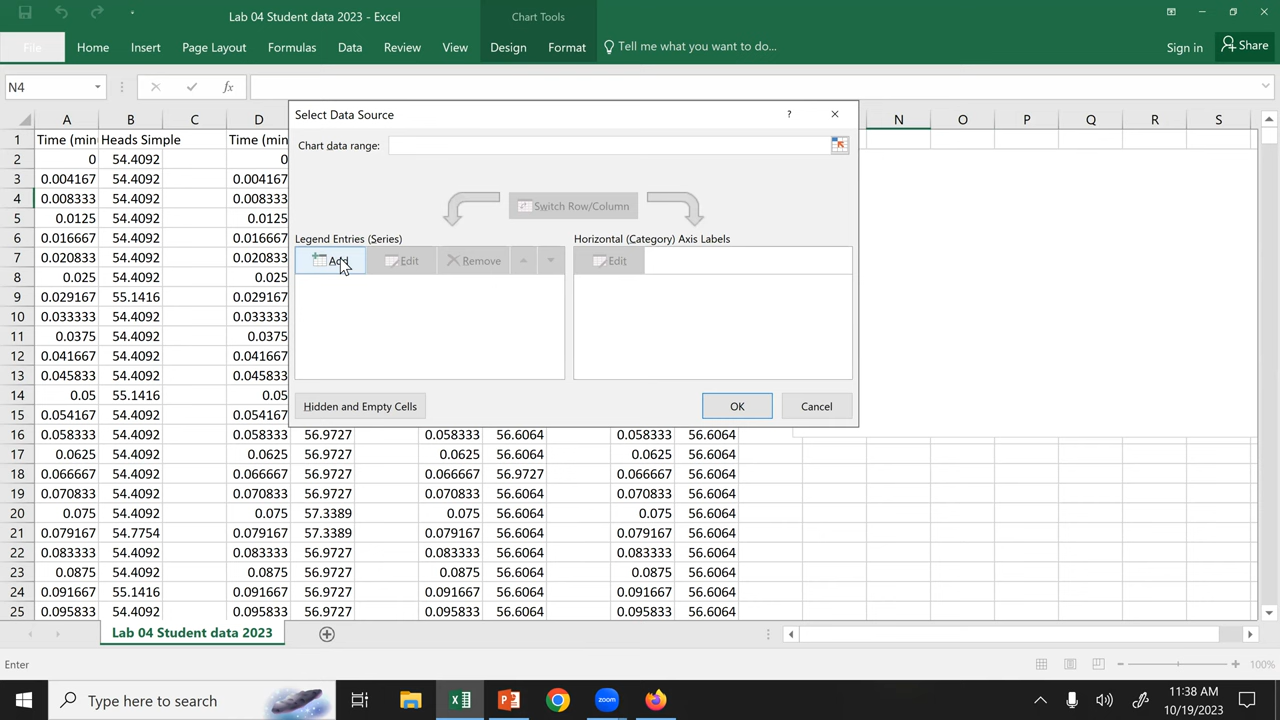 Lab 04 Student data 2023 - Excel
Chart Tools
File Home Insert Page Layout Formulas Data Review View Design Format Tell me what you want to do... Sign in Share
N4 fx
Select Data Source ?
Chart data range:
Switch Row/Column
Legend Entries (Series) Horizontal (Category) Axis Labels
Add Edit Remove Edit
Hidden and Empty Cells OK Cancel
A B C D N O P Q R S
1 Time (min Heads Simple Time (min
2 0 54.4092 0
3 0.004167 54.4092 0.004167
4 0.008333 54.4092 0.008333
5 0.0125 54.4092 0.0125
6 0.016667 54.4092 0.016667
7 0.020833 54.4092 0.020833
8 0.025 54.4092 0.025
9 0.029167 55.1416 0.029167
10 0.033333 54.4092 0.033333
11 0.0375 54.4092 0.0375
12 0.041667 54.4092 0.041667
13 0.045833 54.4092 0.045833
14 0.05 55.1416 0.05
15 0.054167 54.4092 0.054167
16 0.058333 54.4092 0.058333 56.9727 0.058333 56.6064 0.058333 56.6064
17 0.0625 54.4092 0.0625 56.9727 0.0625 56.6064 0.0625 56.6064
18 0.066667 54.4092 0.066667 56.9727 0.066667 56.9727 0.066667 56.6064
19 0.070833 54.4092 0.070833 56.9727 0.070833 56.6064 0.070833 56.6064
20 0.075 54.4092 0.075 57.3389 0.075 56.6064 0.075 56.6064
21 0.079167 54.7754 0.079167 57.3389 0.079167 56.6064 0.079167 56.6064
22 0.083333 54.4092 0.083333 56.9727 0.083333 56.6064 0.083333 56.6064
23 0.0875 54.4092 0.0875 56.9727 0.0875 56.6064 0.0875 56.6064
24 0.091667 55.1416 0.091667 56.9727 0.091667 56.6064 0.091667 56.6064
25 0.095833 54.4092 0.095833 56.9727 0.095833 56.6064 0.095833 56.6064
Lab 04 Student data 2023
Enter 100%
Type here to search 11:38 AM
10/19/2023